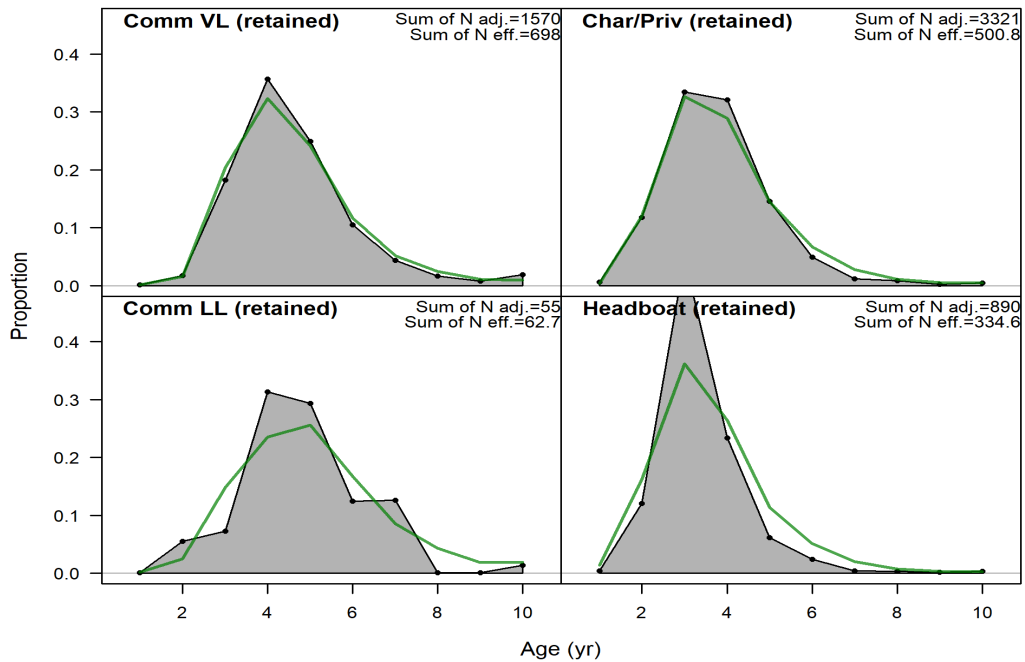 Comm VL (retained)
Sum of N adj.=1570
Sum of N eff.=698
Char/Priv (retained)
Sum of N adj.=3321
Sum of N eff.=500.8
0.4
0.3
0.2
0.1
0.0
Comm LL (retained)
Sum of N adj.=55
Sum of N eff.=62.7
Headboat (retained)
Sum of N adj.=890
Sum of N eff.=334.6
0.4
0.3
0.2
0.1
0.0
Proportion
2 4 6 8 10 2 4 6 8 10
Age (yr)